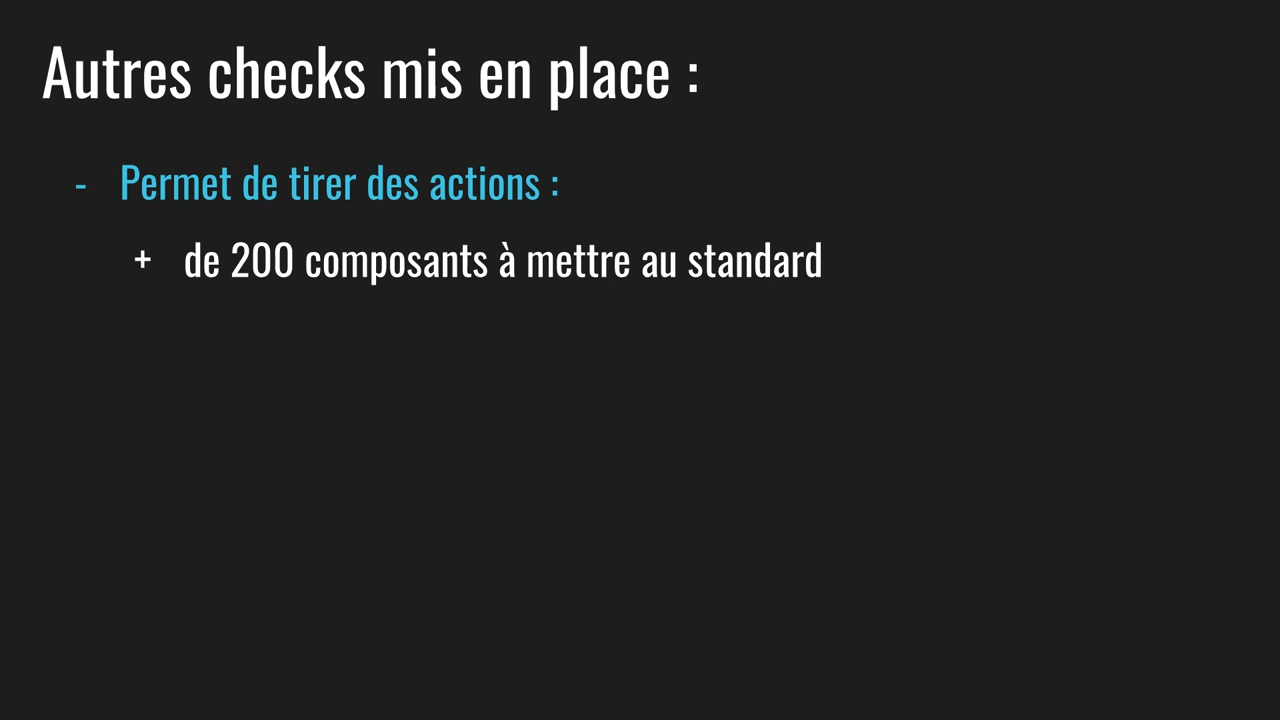 Autres checks mis en place :
- Permet de tirer des actions :
+ de 200 composants à mettre au standard